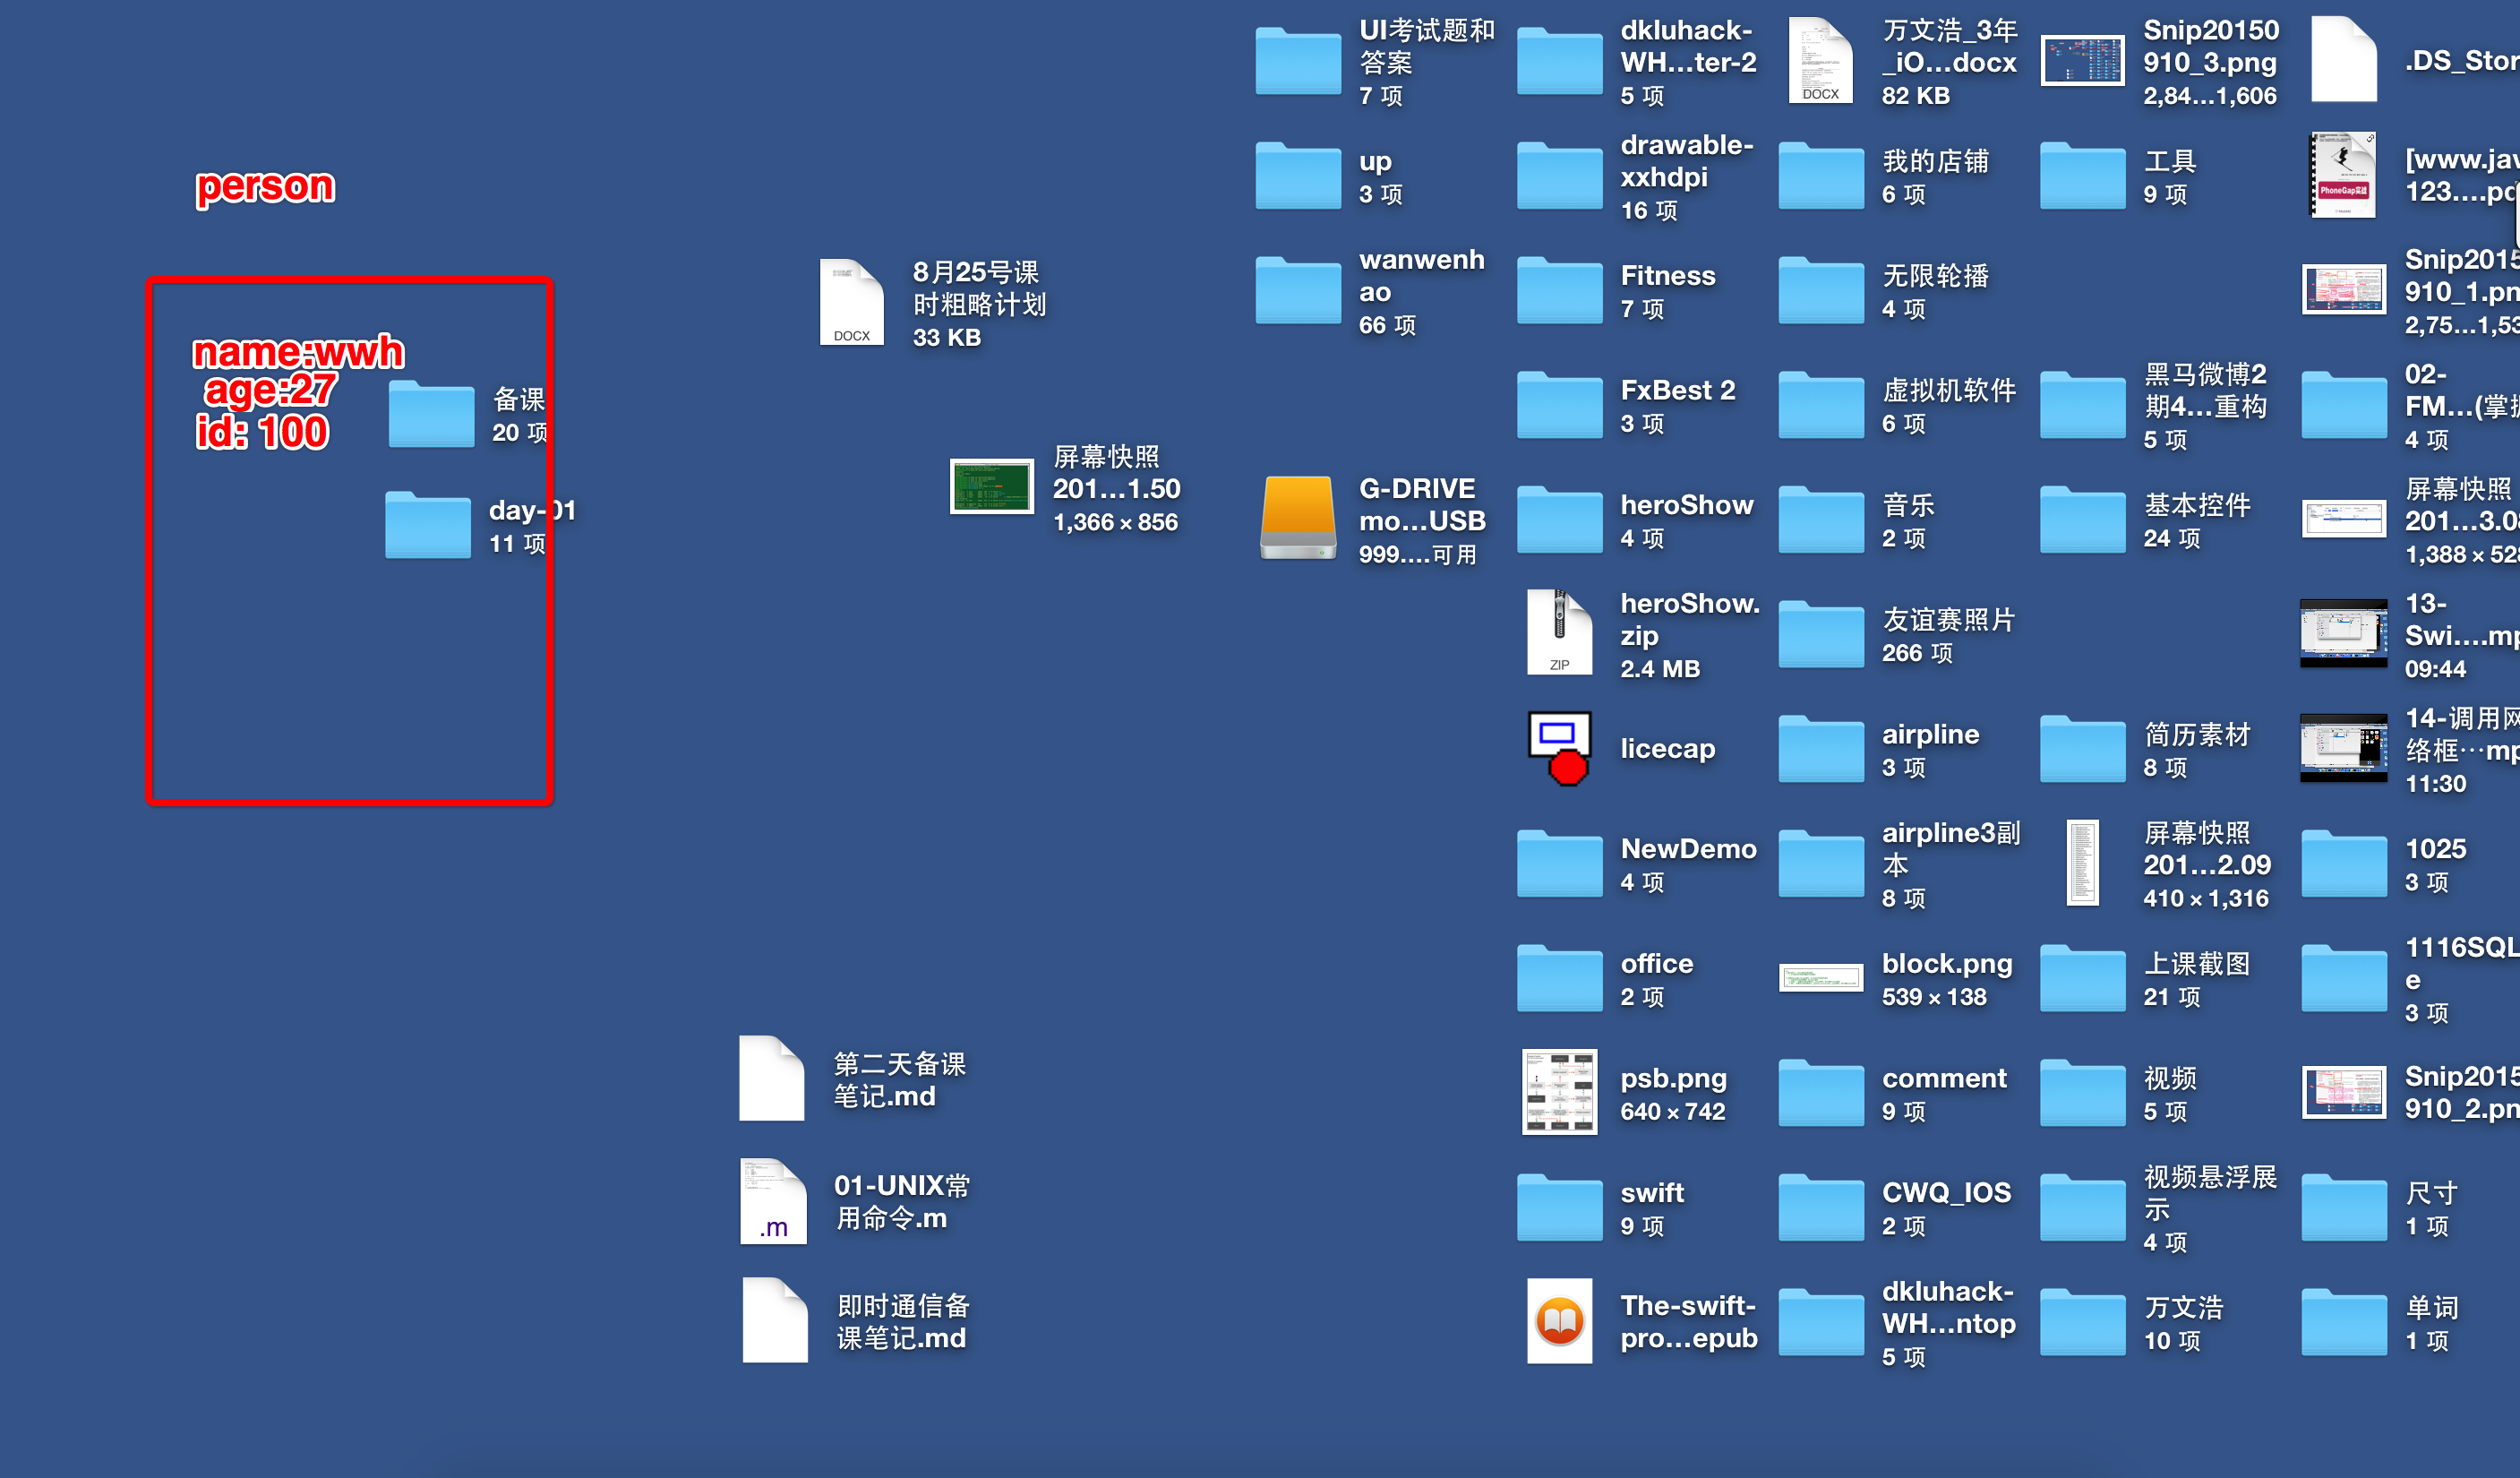 person
name:wwh
age:27
id: 100
备课
20 项
day-01
11 项
8月25号课
时粗略计划
33 KB
DOCX
屏幕快照
201...1.50
1,366 × 856
第二天备课
笔记.md
01-UNIX常
用命令.m
.m
即时通信备
课笔记.md
UI考试题和
答案
7 项
up
3 项
wanwenh
ao
66 项
G-DRIVE
mo...USB
999....可用
dkluhack-
WH...ter-2
5 项
drawable-
xxhdpi
16 项
Fitness
7 项
FxBest 2
3 项
heroShow
4 项
heroShow.
zip
2.4 MB
ZIP
licecap
NewDemo
4 项
office
2 项
psb.png
640 × 742
swift
9 项
The-swift-
pro...epub
万文浩_3年
_iO...docx
82 KB
DOCX
我的店铺
6 项
无限轮播
4 项
虚拟机软件
6 项
音乐
2 项
友谊赛照片
266 项
airpline
3 项
airpline3副
本
8 项
block.png
539 × 138
comment
9 项
CWQ_IOS
2 项
dkluhack-
WH...ntop
5 项
Snip20150
910_3.png
2,84...1,606
工具
9 项
黑马微博2
期4...重构
5 项
基本控件
24 项
简历素材
8 项
屏幕快照
201...2.09
410 × 1,316
上课截图
21 项
视频
5 项
视频悬浮展
示
4 项
万文浩
10 项
.DS_Stor
[www.jav
123....pd
PhoneGap实战
Snip2015
910_1.pn
2,75...1,53
02-
FM...(掌握
4 项
屏幕快照
201...3.08
1,388 × 528
13-
Swi....mp
09:44
14-调用网
络框…mp
11:30
1025
3 项
1116SQL
e
3 项
Snip2015
910_2.pn
尺寸
1 项
单词
1 项